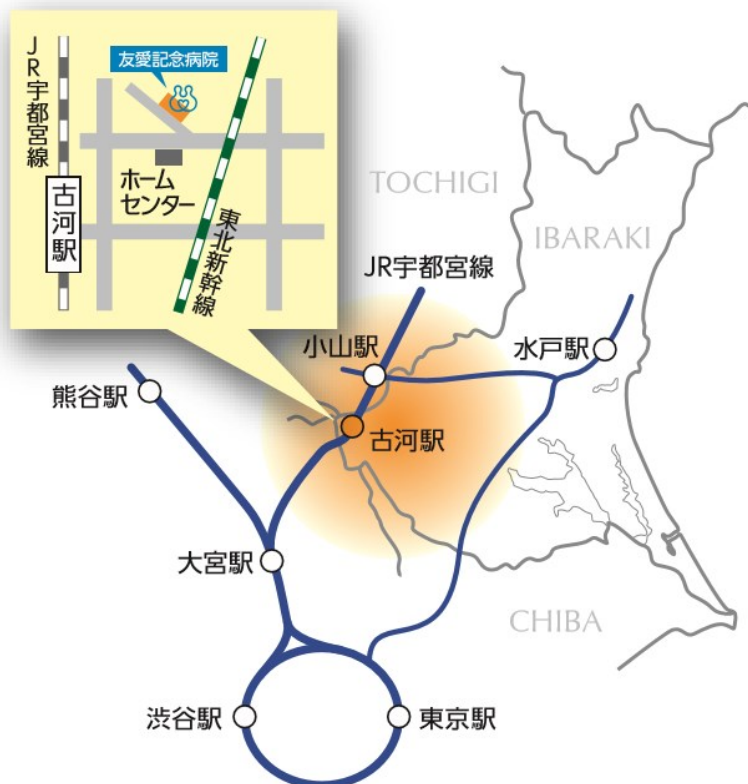 友愛記念病院
JR宇都宮線
古河駅
ホーム
センター
東北新幹線
TOCHIGI
IBARAKI
JR宇都宮線
小山駅
水戸駅
熊谷駅
古河駅
大宮駅
CHIBA
渋谷駅
東京駅